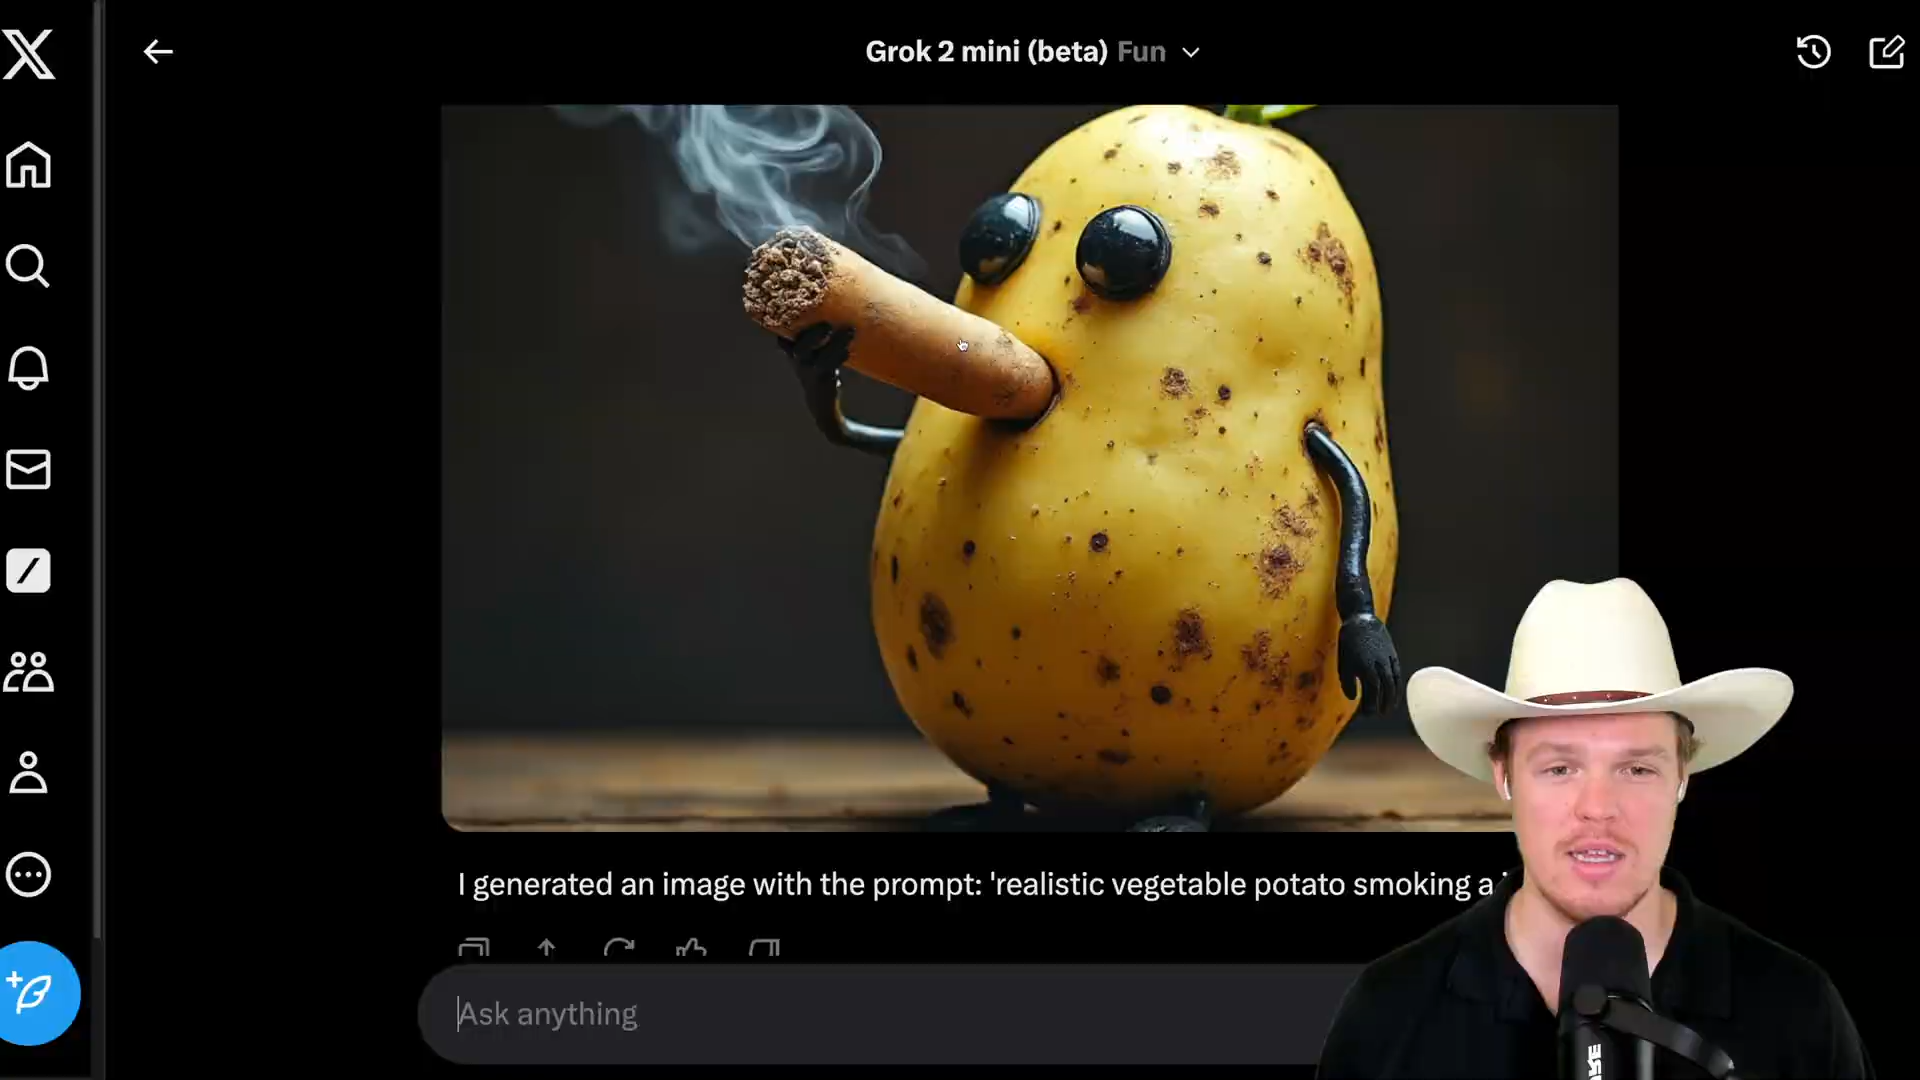 Grok 2 mini (beta) Fun
I generated an image with the prompt: 'realistic vegetable potato smoking a
Ask anything